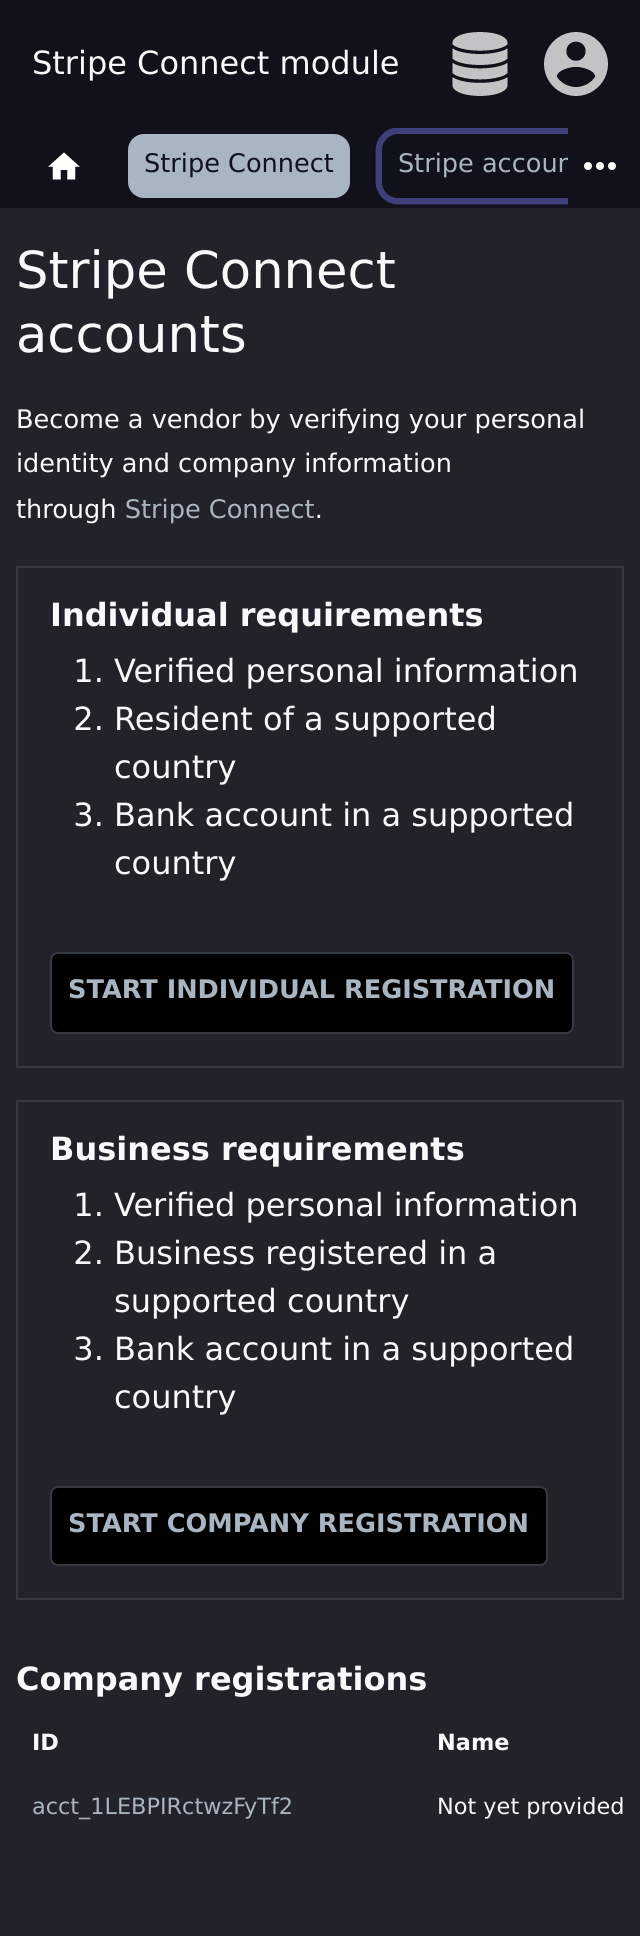 Stripe Connect module
Stripe Connect
Stripe accour
Stripe Connect
accounts
Become a vendor by verifying your personal
identity and company information
through Stripe Connect.
Individual requirements
1. Verified personal information
2. Resident of a supported
country
3. Bank account in a supported
country
START INDIVIDUAL REGISTRATION
Business requirements
1. Verified personal information
2. Business registered in a
supported country
3. Bank account in a supported
country
START COMPANY REGISTRATION
Company registrations
ID Name
acct_1LEBPIRctwzFyTf2 Not yet provided